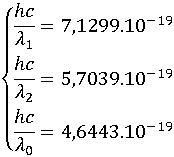 hc/λ₁ = 7,1299.10⁻¹⁹
hc/λ₂ = 5,7039.10⁻¹⁹
hc/λ₀ = 4,6443.10⁻¹⁹